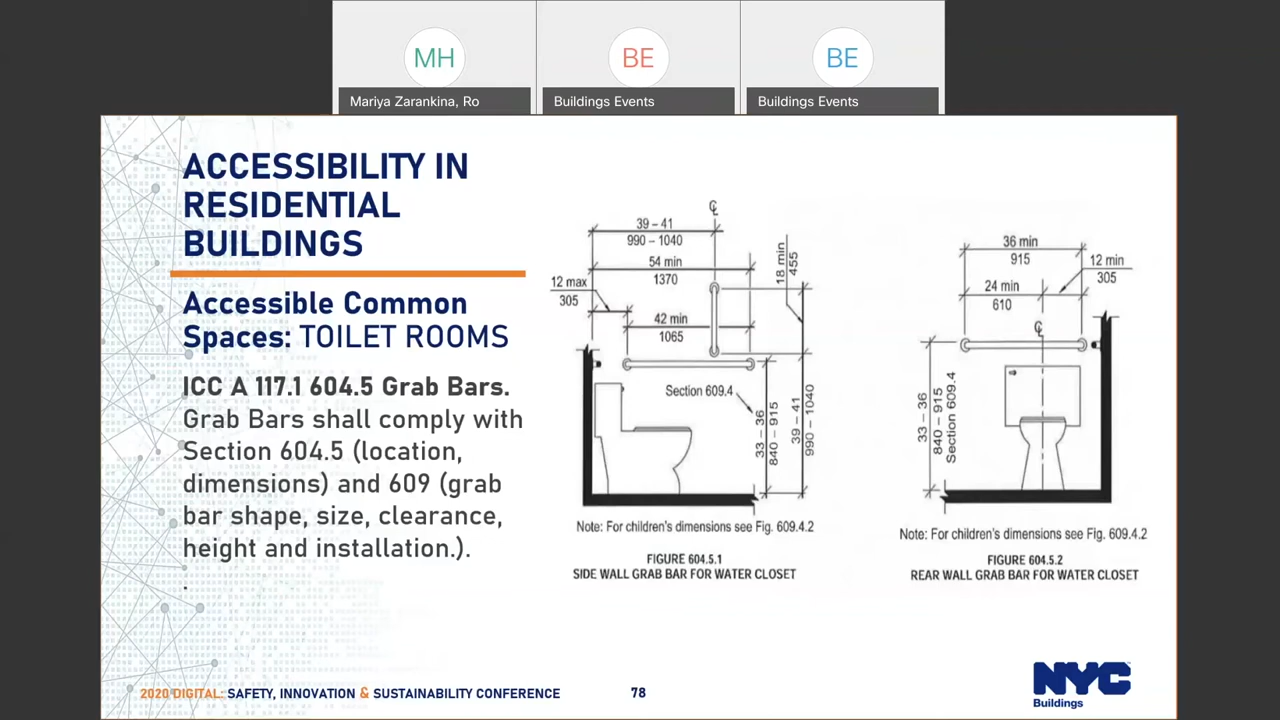 MH
BE
BE
Mariya Zarankina, Ro
Buildings Events
Buildings Events
ACCESSIBILITY IN
RESIDENTIAL
BUILDINGS
Accessible Common
Spaces: TOILET ROOMS
ICC A 117.1 604.5 Grab Bars.
Grab Bars shall comply with
Section 604.5 (location,
dimensions) and 609 (grab
bar shape, size, clearance,
height and installation.).
.
39 – 41
990 – 1040
54 min
1370
12 max
305
42 min
1065
18 min
455
Section 609.4
33 – 36
840 – 915
39 – 41
990 – 1040
Note: For children's dimensions see Fig. 609.4.2
FIGURE 604.5.1
SIDE WALL GRAB BAR FOR WATER CLOSET
36 min
915
12 min
305
24 min
610
33 – 36
840 – 915
Section 609.4
Note: For children's dimensions see Fig. 609.4.2
FIGURE 604.5.2
REAR WALL GRAB BAR FOR WATER CLOSET
2020 DIGITAL: SAFETY, INNOVATION & SUSTAINABILITY CONFERENCE
78
NYC
Buildings